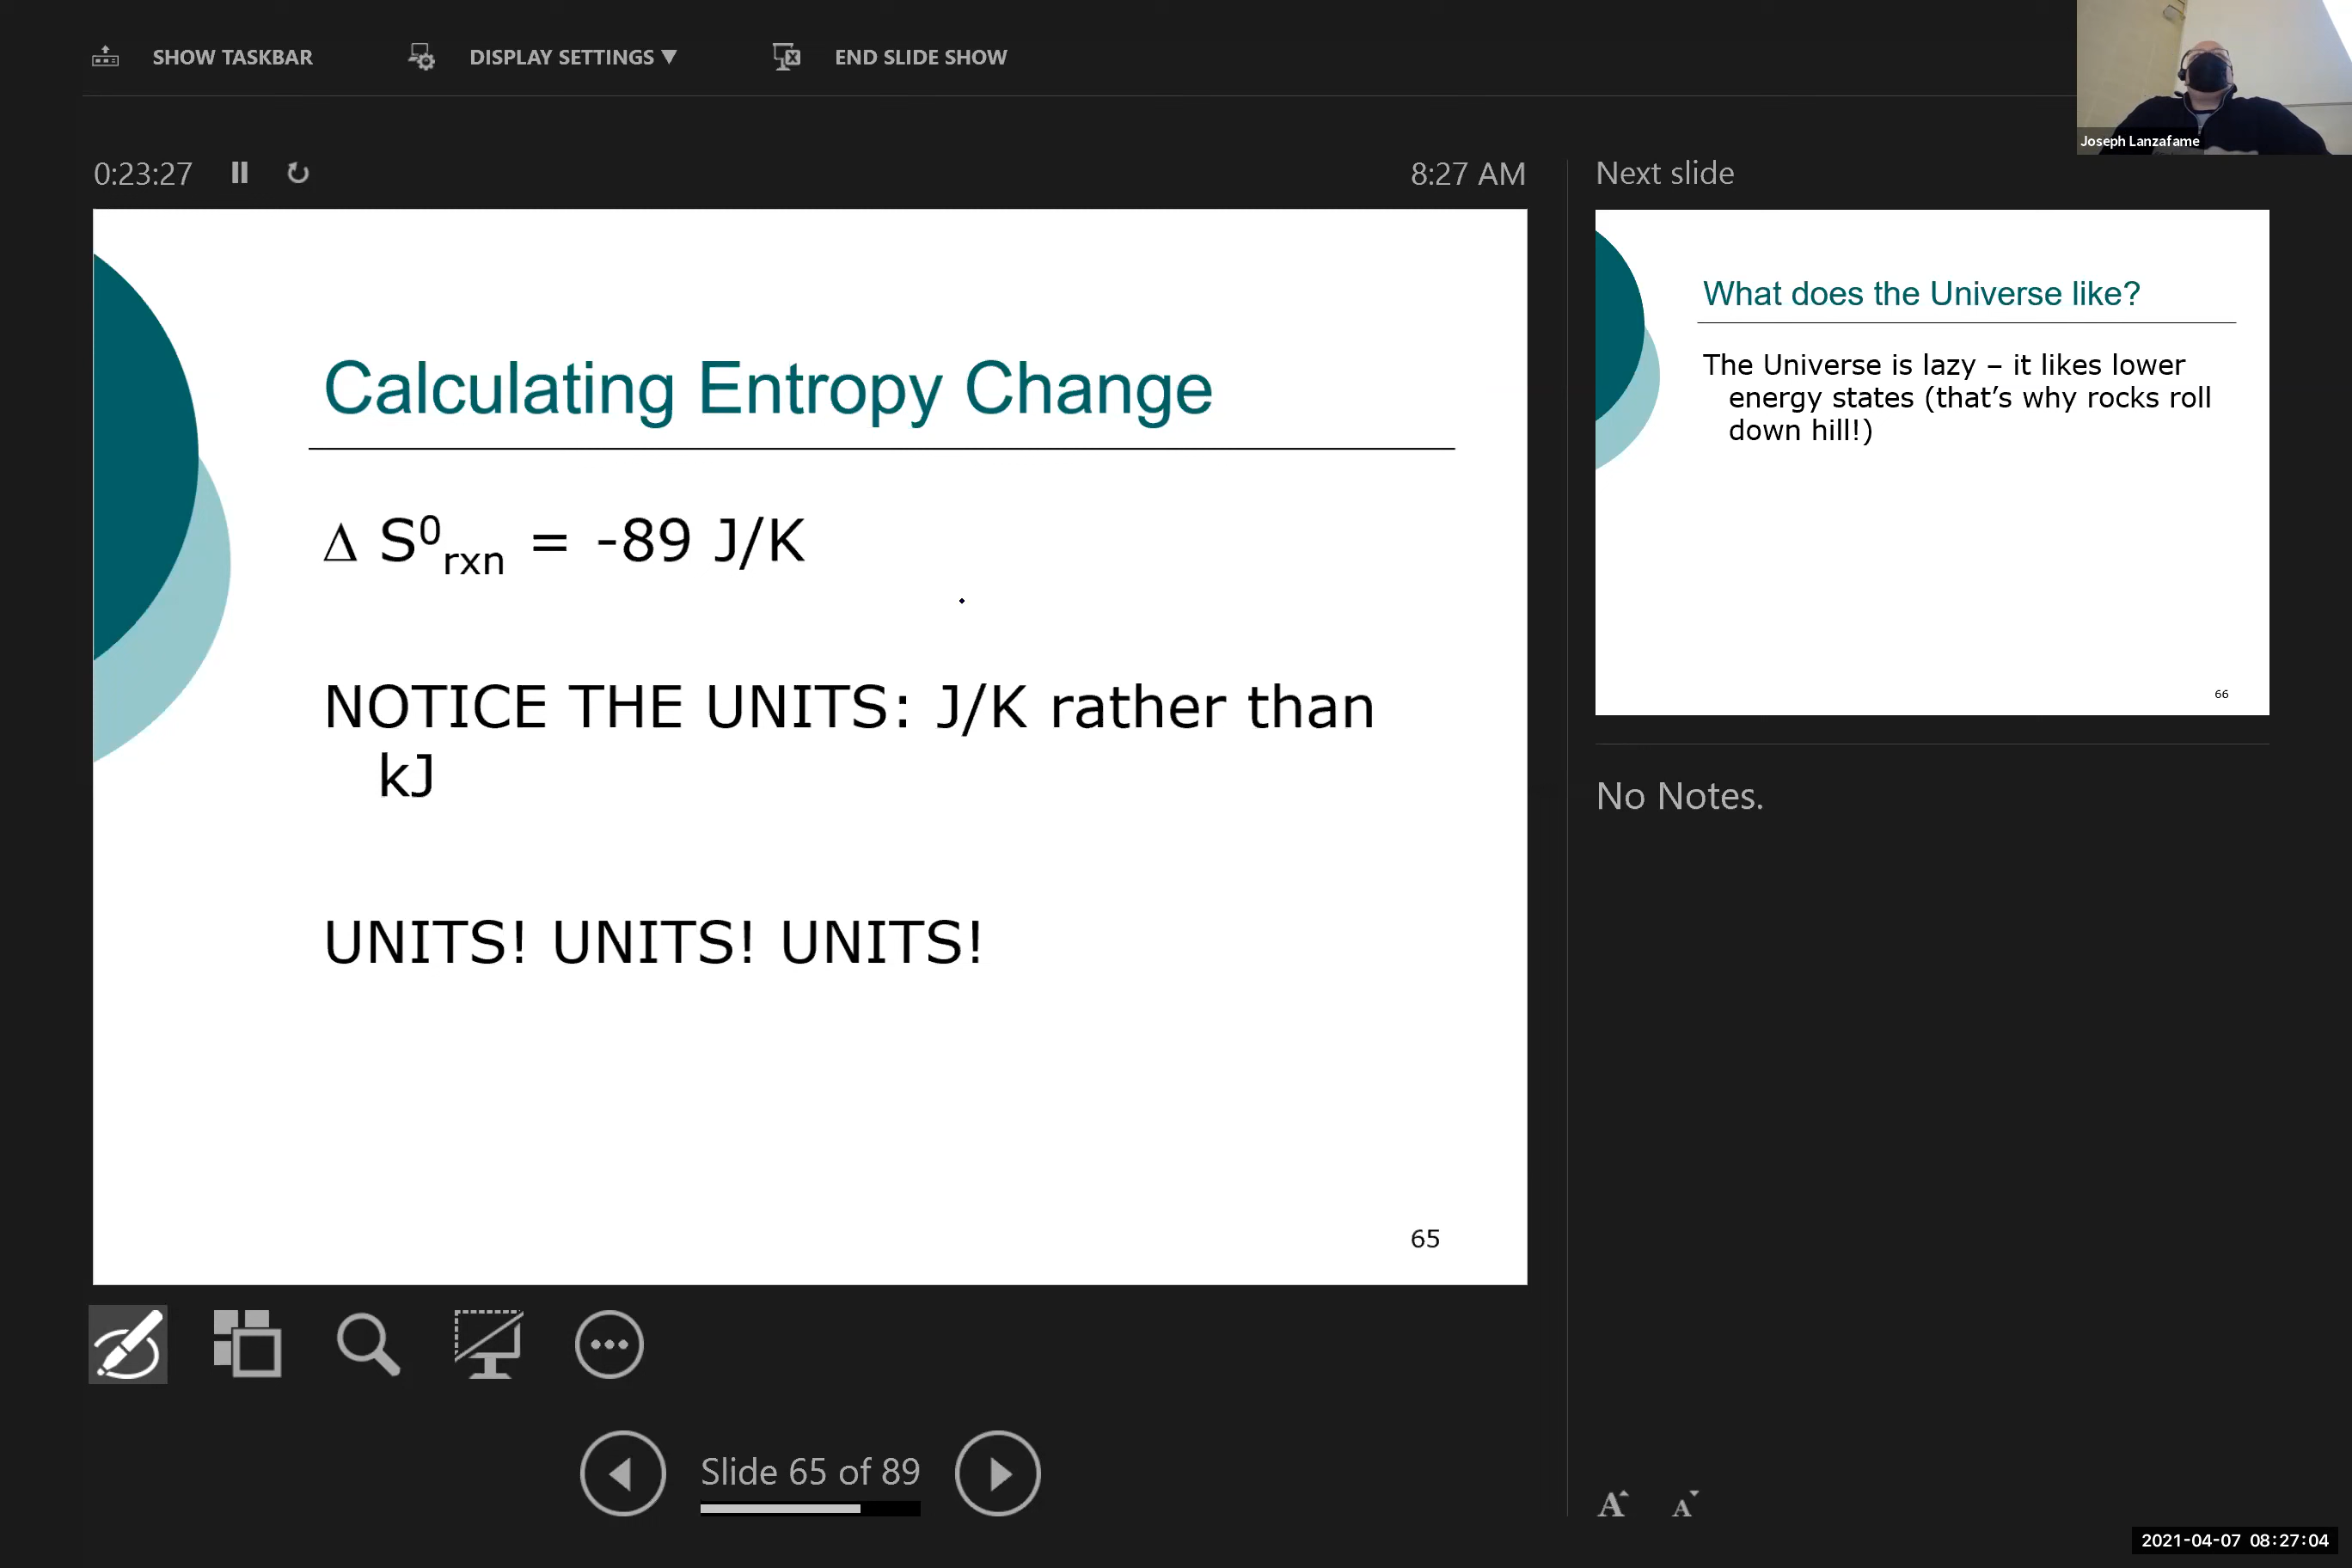 SHOW TASKBAR
DISPLAY SETTINGS ▼
END SLIDE SHOW
Joseph Lanzafame
0:23:27
8:27 AM
Next slide
Calculating Entropy Change
Δ S⁰rxn = -89 J/K
NOTICE THE UNITS: J/K rather than
kJ
UNITS! UNITS! UNITS!
65
What does the Universe like?
The Universe is lazy – it likes lower
energy states (that’s why rocks roll
down hill!)
66
No Notes.
Slide 65 of 89
A A
2021-04-07 08:27:04